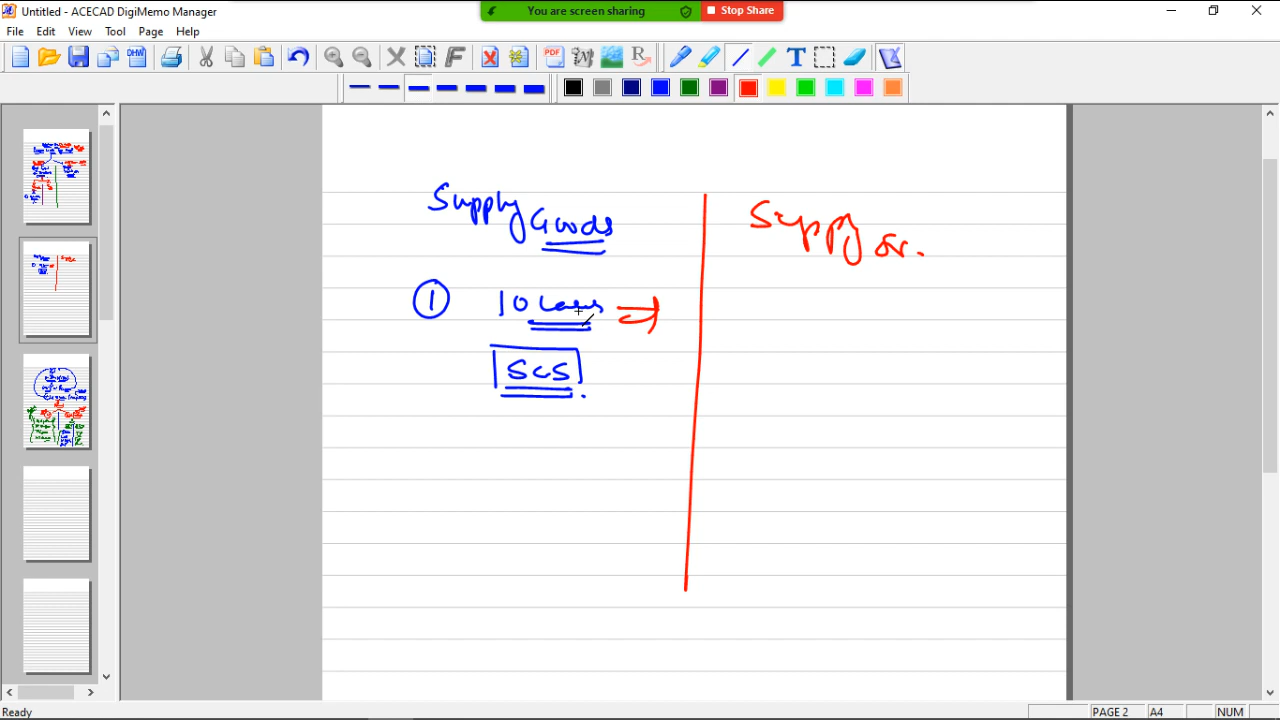 Untitled - ACECAD DigiMemo Manager
You are screen sharing
Stop Share
File Edit View Tool Page Help
Supply Goods
Supply Sr.
1 10 Lacs
SCS
Ready
PAGE 2 A4 NUM